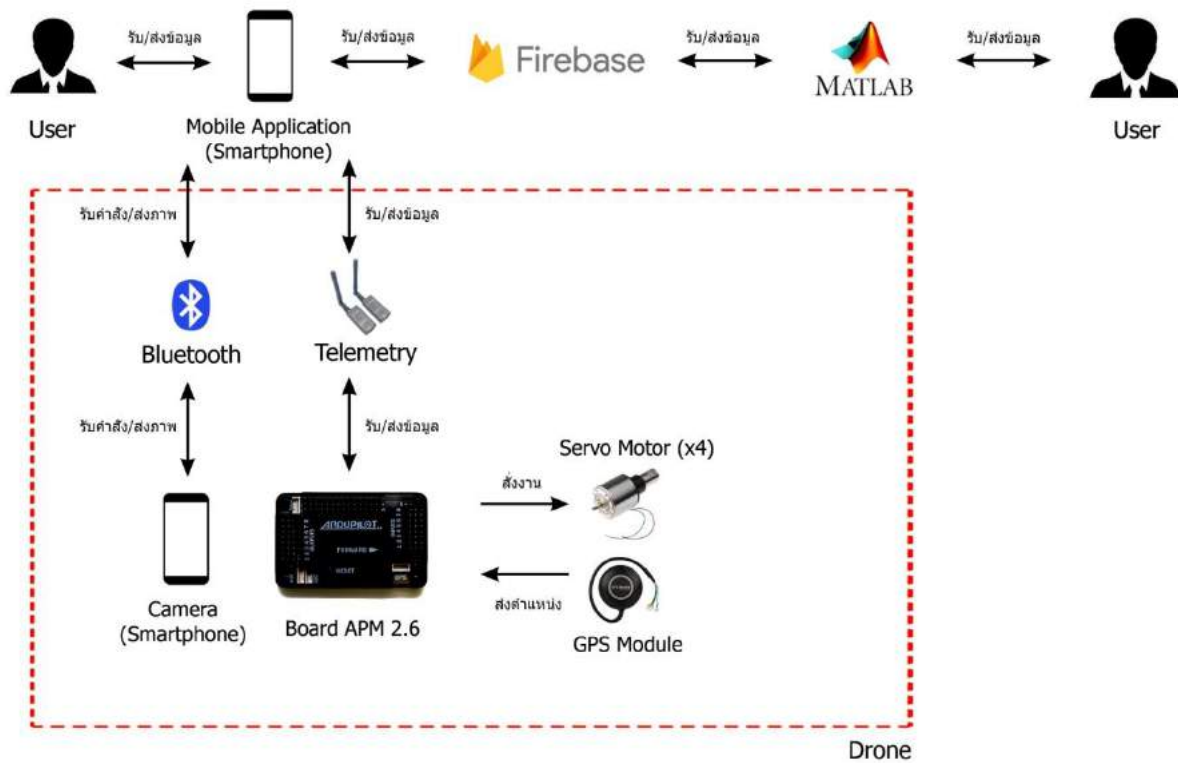 รับ/ส่งข้อมูล
รับ/ส่งข้อมูล
Firebase
รับ/ส่งข้อมูล
MATLAB
รับ/ส่งข้อมูล
User
Mobile Application
(Smartphone)
User
รับคำสั่ง/ส่งภาพ
รับ/ส่งข้อมูล
Bluetooth
Telemetry
รับคำสั่ง/ส่งภาพ
รับ/ส่งข้อมูล
Servo Motor (x4)
สั่งงาน
ARDUPILOT
FORWARD
GPS
ส่งตำแหน่ง
Camera
(Smartphone)
Board APM 2.6
GPS Module
Drone